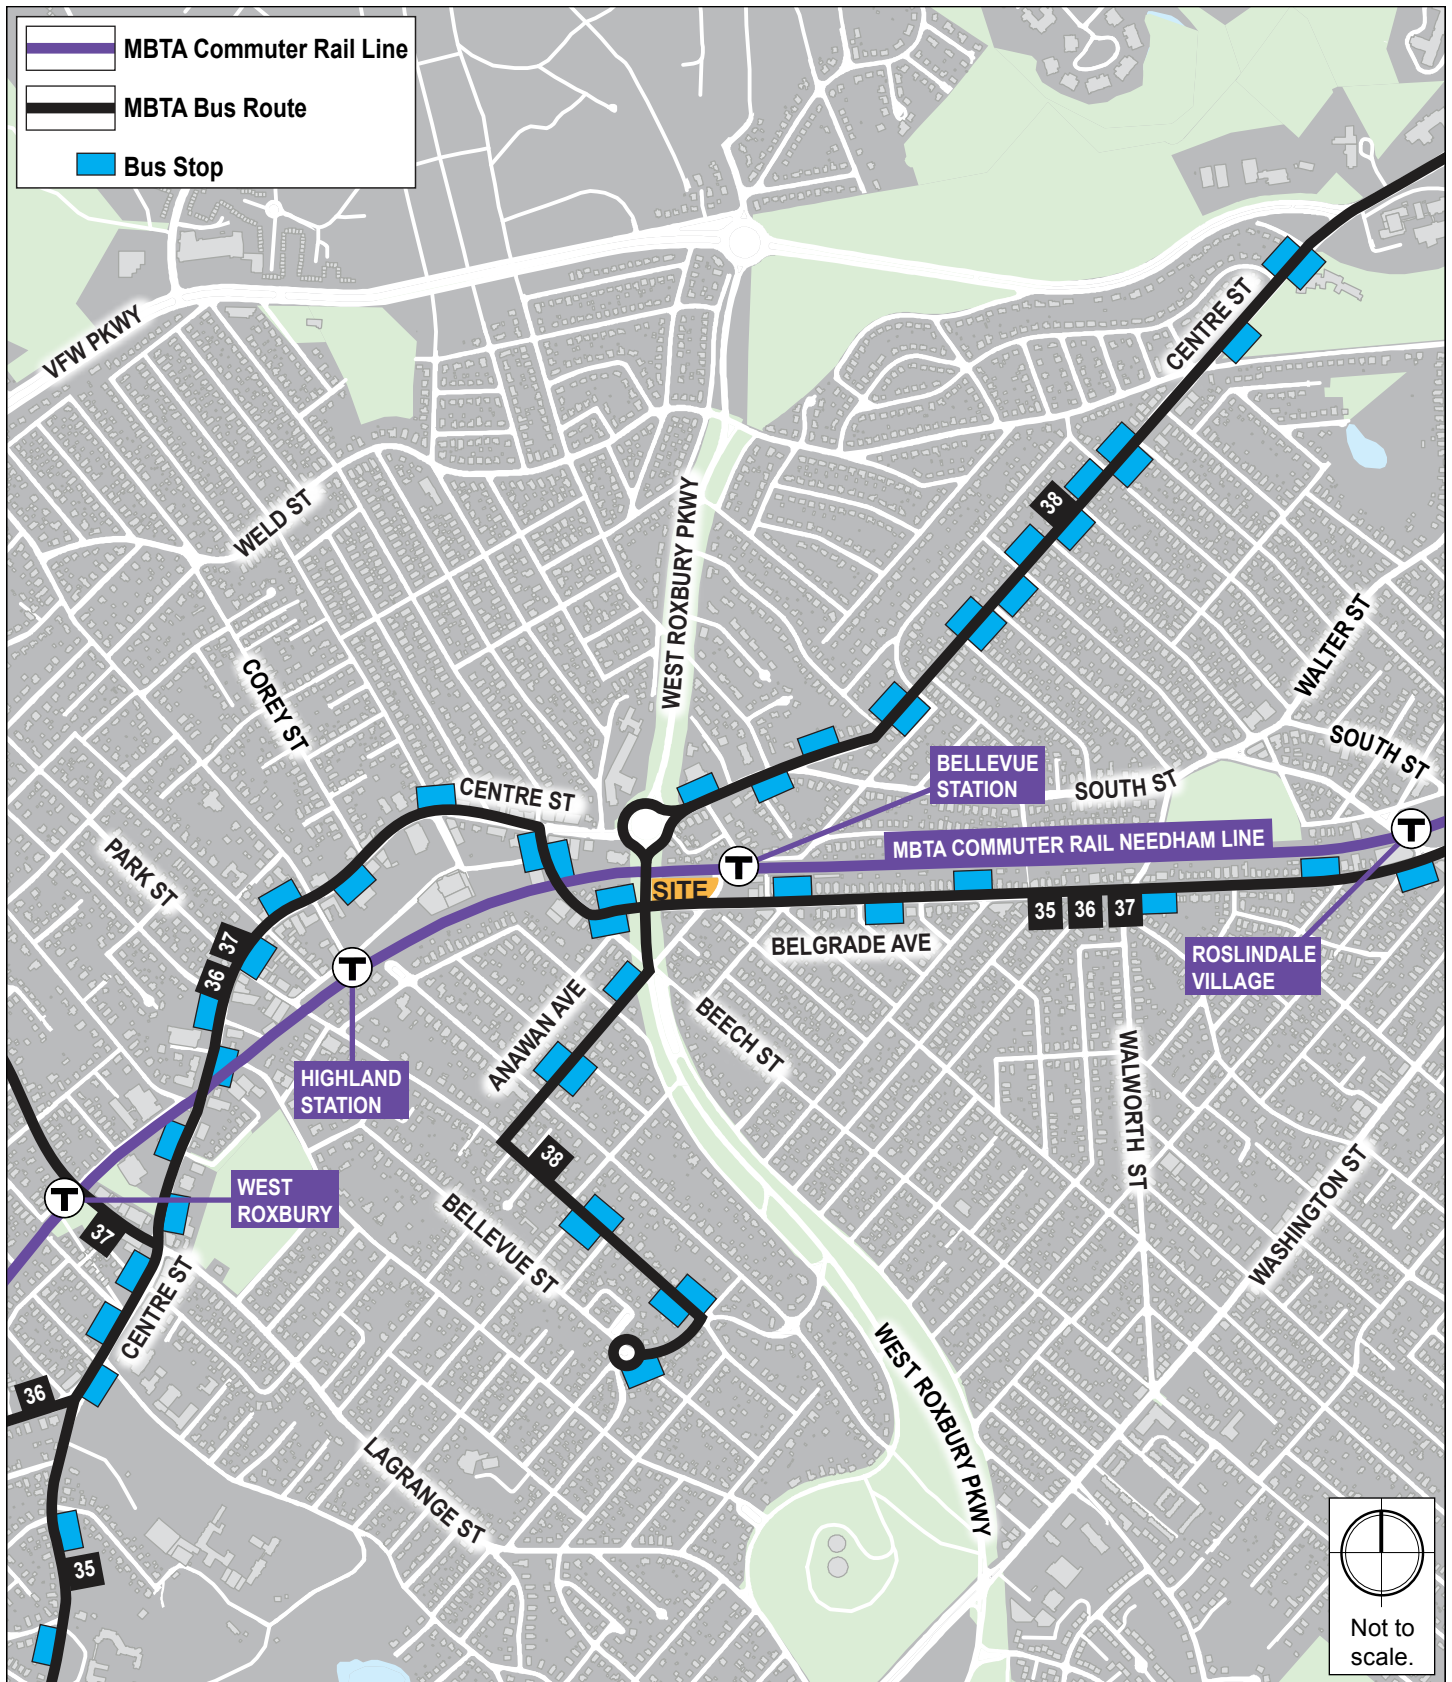 MBTA Commuter Rail Line
MBTA Bus Route
Bus Stop
VFW PKWY
CENTRE ST
WELD ST
WEST ROXBURY PKWY
38
WALTER ST
COREY ST
SOUTH ST
BELLEVUE
STATION
SOUTH ST
CENTRE ST
T
MBTA COMMUTER RAIL NEEDHAM LINE
PARK ST
T
SITE
35
36
37
BELGRADE AVE
36
37
T
ROSLINDALE
VILLAGE
ANAWAN AVE
BEECH ST
HIGHLAND
STATION
WALWORTH ST
38
WEST
ROXBURY
T
37
BELLEVUE ST
WASHINGTON ST
CENTRE ST
WEST ROXBURY PKWY
36
LAGRANGE ST
35
Not to
scale.